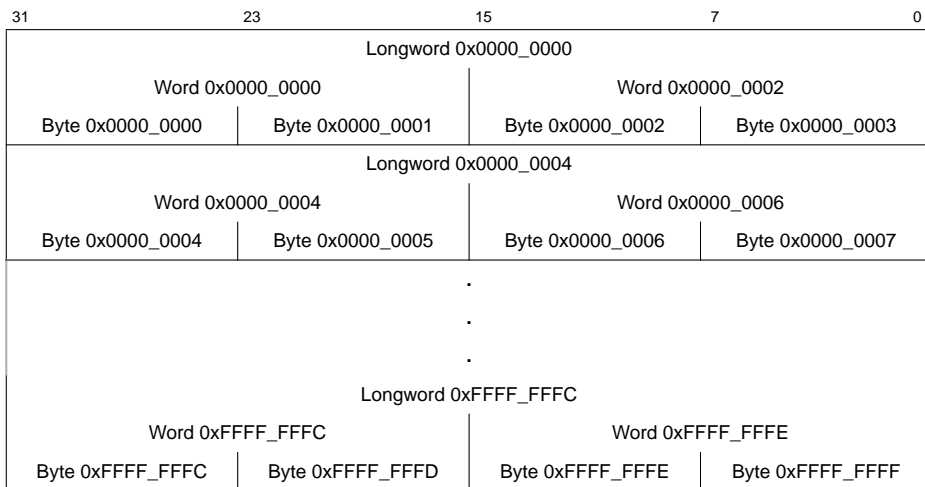 31 23 15 7 0
Longword 0x0000_0000
Word 0x0000_0000 Word 0x0000_0002
Byte 0x0000_0000 Byte 0x0000_0001 Byte 0x0000_0002 Byte 0x0000_0003
Longword 0x0000_0004
Word 0x0000_0004 Word 0x0000_0006
Byte 0x0000_0004 Byte 0x0000_0005 Byte 0x0000_0006 Byte 0x0000_0007
.
.
.
Longword 0xFFFF_FFFC
Word 0xFFFF_FFFC Word 0xFFFF_FFFE
Byte 0xFFFF_FFFC Byte 0xFFFF_FFFD Byte 0xFFFF_FFFE Byte 0xFFFF_FFFF